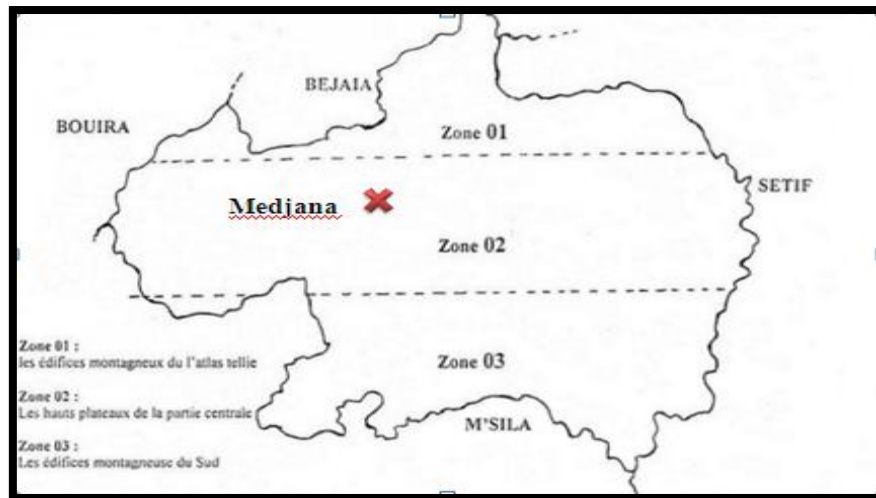 BEJAIA
BOUIRA
Zone 01
SETIF
Medjana
Zone 02
Zone 03
M'SILA
Zone 01 :
les édifices montagneux du l'atlas tellie
Zone 02 :
Les hauts plateaux de la partie centrale
Zone 03 :
Les édifices montagneuse du Sud